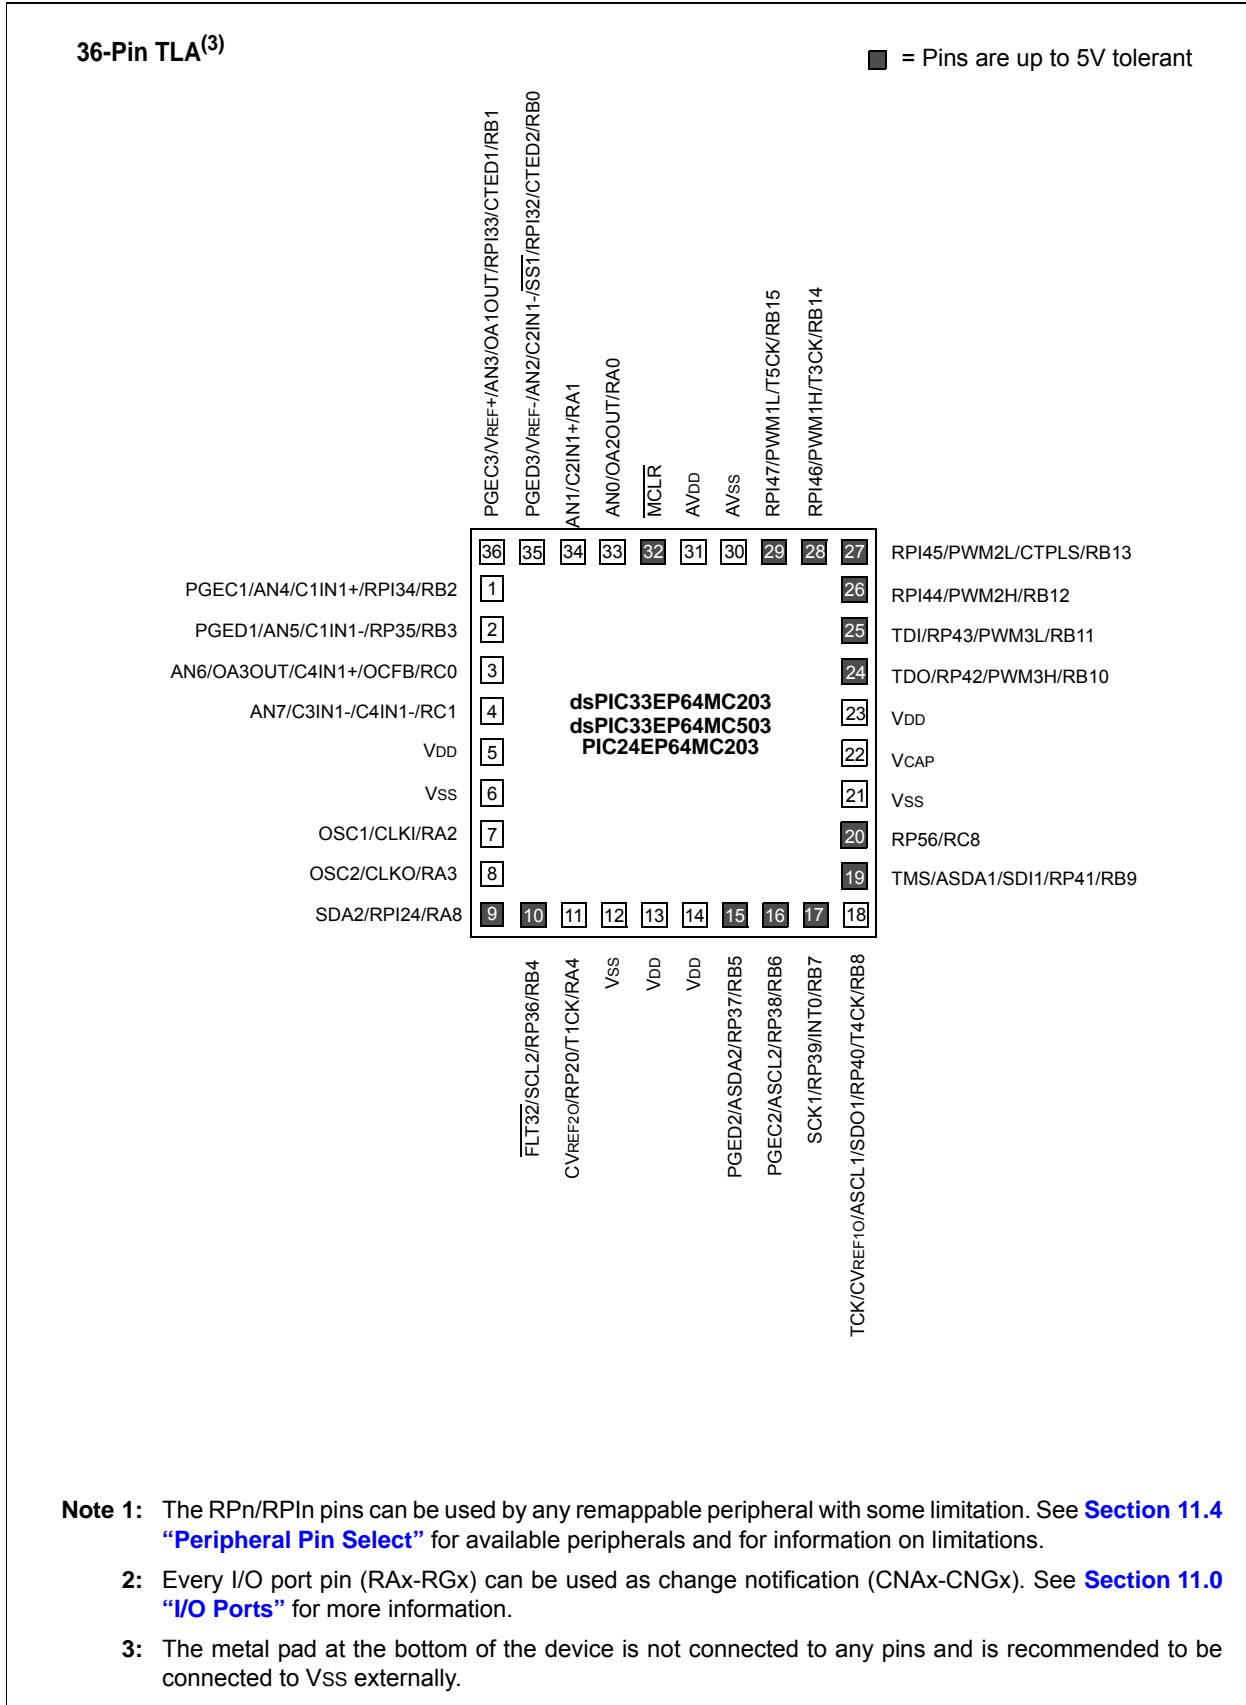 36-Pin TLA(3)
= Pins are up to 5V tolerant
PGEC3/VREF+/AN3/OA1OUT/RPI33/CTED1/RB1
PGED3/VREF-/AN2/C2IN1-/SS1/RPI32/CTED2/RB0
AN1/C2IN1+/RA1
AN0/OA2OUT/RA0
MCLR
AVDD
AVSS
RPI47/PWM1L/T5CK/RB15
RPI46/PWM1H/T3CK/RB14
36 35 34 33 32 31 30 29 28 27 RPI45/PWM2L/CTPLS/RB13
PGEC1/AN4/C1IN1+/RPI34/RB2 1 26 RPI44/PWM2H/RB12
PGED1/AN5/C1IN1-/RP35/RB3 2 25 TDI/RP43/PWM3L/RB11
AN6/OA3OUT/C4IN1+/OCFB/RC0 3 24 TDO/RP42/PWM3H/RB10
AN7/C3IN1-/C4IN1-/RC1 4 23 VDD
dsPIC33EP64MC203
dsPIC33EP64MC503
PIC24EP64MC203
VDD 5 22 VCAP
VSS 6 21 VSS
OSC1/CLKI/RA2 7 20 RP56/RC8
OSC2/CLKO/RA3 8 19 TMS/ASDA1/SDI1/RP41/RB9
SDA2/RPI24/RA8 9 10 11 12 13 14 15 16 17 18
FLT32/SCL2/RP36/RB4
CVREF2O/RP20/T1CK/RA4
VSS
VDD
VDD
PGED2/ASDA2/RP37/RB5
PGEC2/ASCL2/RP38/RB6
SCK1/RP39/INT0/RB7
TCK/CVREF1O/ASCL1/SDO1/RP40/T4CK/RB8
Note 1: The RPn/RPIn pins can be used by any remappable peripheral with some limitation. See Section 11.4
“Peripheral Pin Select” for available peripherals and for information on limitations.
2: Every I/O port pin (RAx-RGx) can be used as change notification (CNAx-CNGx). See Section 11.0
“I/O Ports” for more information.
3: The metal pad at the bottom of the device is not connected to any pins and is recommended to be
connected to VSS externally.